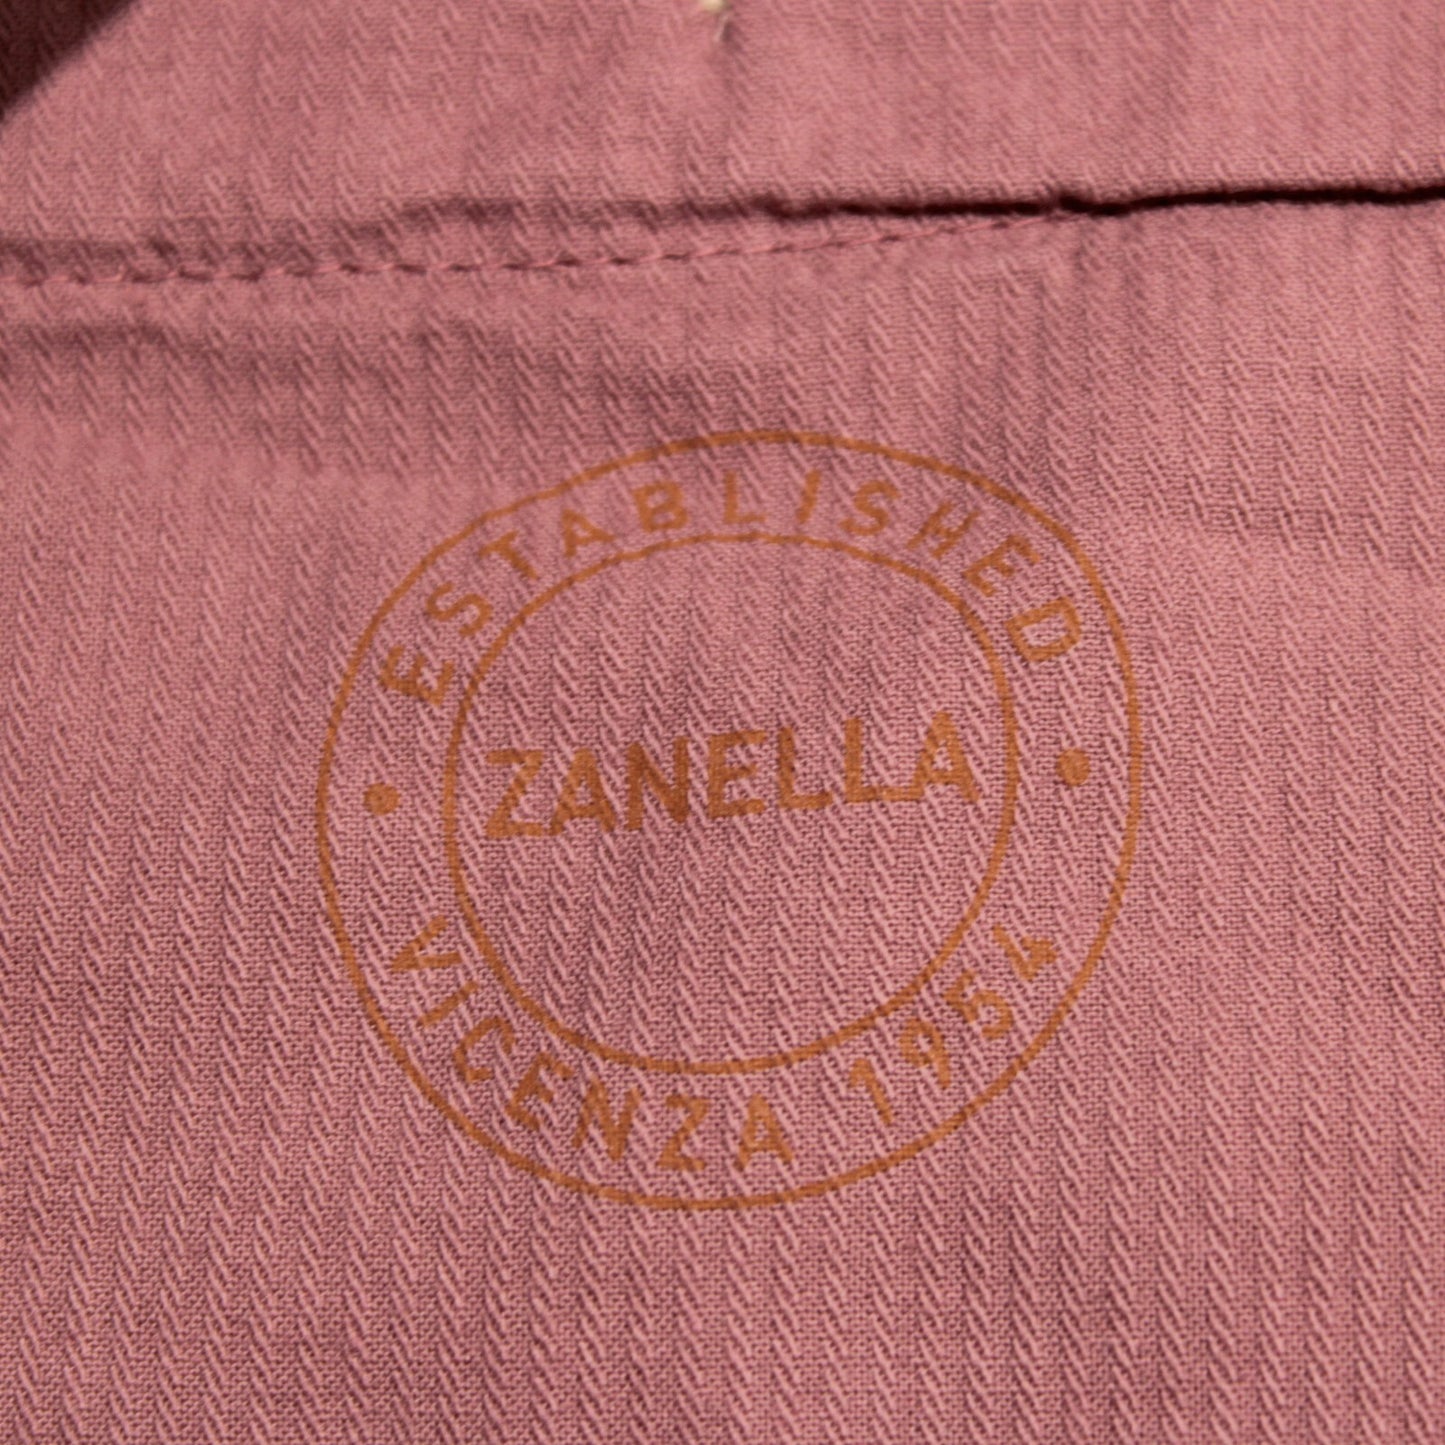 ESTABLISHED
ZANELLA
VICENZA 1954